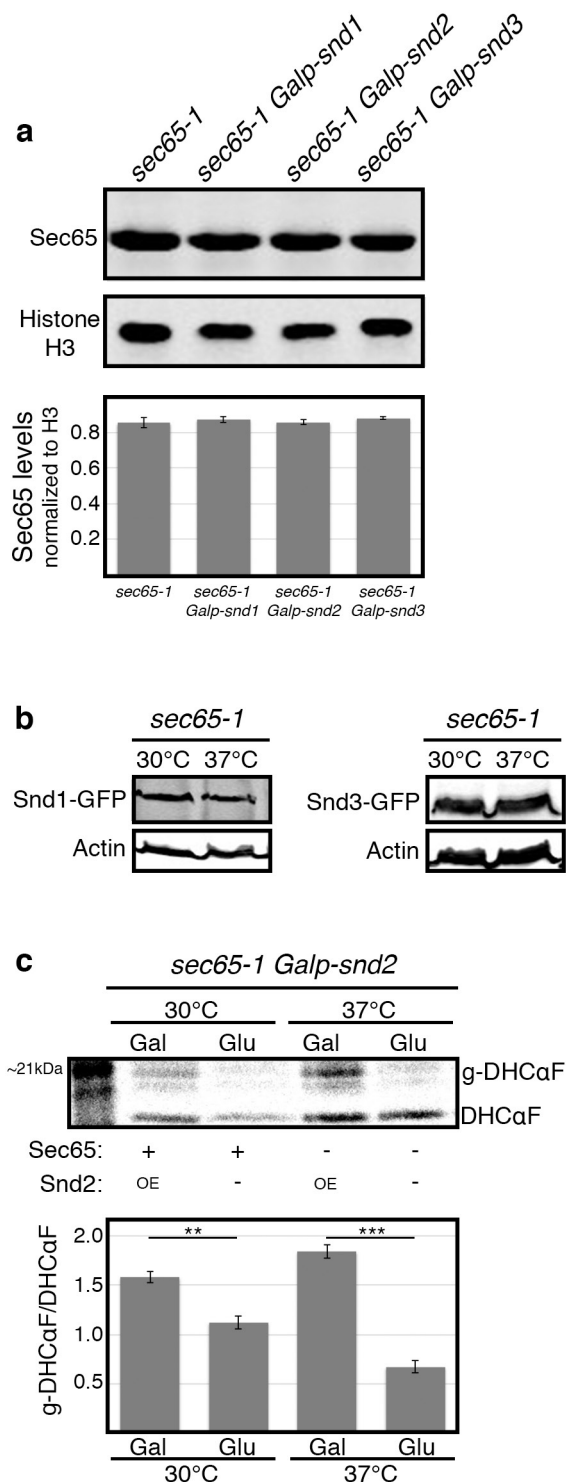 a
sec65-1
sec65-1 Galp-snd1
sec65-1 Galp-snd2
sec65-1 Galp-snd3
Sec65
Histone
H3
Sec65 levels
normalized to H3
0.8
0.6
0.4
0.2
sec65-1
sec65-1
Galp-snd1
sec65-1
Galp-snd2
sec65-1
Galp-snd3
b
sec65-1
30°C 37°C
Snd1-GFP
Actin
sec65-1
30°C 37°C
Snd3-GFP
Actin
c
sec65-1 Galp-snd2
30°C 37°C
Gal Glu Gal Glu
~21kDa
g-DHCαF
DHCαF
Sec65: + + - -
Snd2: OE - OE -
g-DHCαF/DHCαF
2.0
1.5
1.0
0.5
** ***
Gal Glu Gal Glu
30°C 37°C